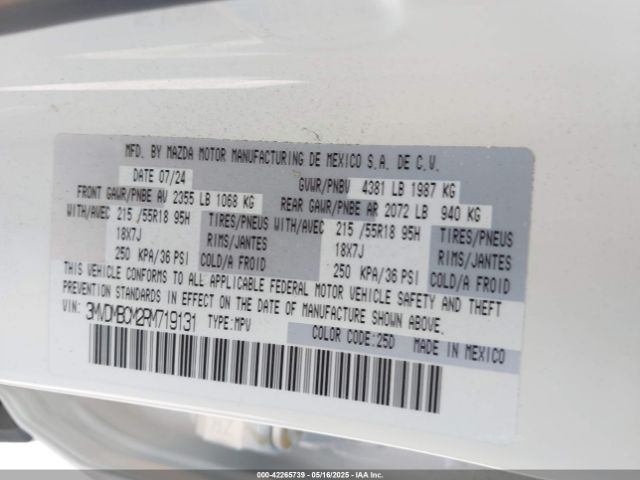 MFD. BY MAZDA MOTOR MANUFACTURING DE MEXICO S.A. DE C.V.
DATE 07/24 GVWR/PNBV 4381 LB 1987 KG
FRONT GAWR/PNBE AV 2355 LB 1068 KG REAR GAWR/PNBE AR 2072 LB 940 KG
WITH/AVEC 215 /55R18 95H TIRES/PNEUS WITH/AVEC 215 /55R18 95H TIRES/PNEUS
18X7J RIMS/JANTES 18X7J RIMS/JANTES
250 KPA/36 PSI COLD/A FROID 250 KPA/36 PSI COLD/A FROID
THIS VEHICLE CONFORMS TO ALL APPLICABLE FEDERAL MOTOR VEHICLE SAFETY AND THEFT
PREVENTION STANDARDS IN EFFECT ON THE DATE OF MANUFACTURE SHOWN ABOVE.
VIN: 3MVDMBCM2RM719131 TYPE:MPV
COLOR CODE:25D MADE IN MEXICO
000-42265739 - 05/16/2025 - IAAI.COM